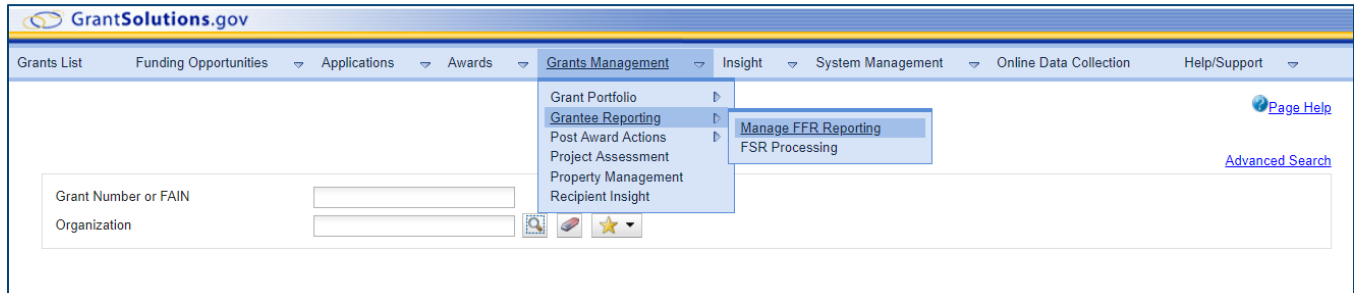 GrantSolutions.gov
Grants List Funding Opportunities Applications Awards Grants Management Insight System Management Online Data Collection Help/Support
Grant Portfolio
Grantee Reporting
Post Award Actions
Project Assessment
Property Management
Recipient Insight
Manage FFR Reporting
FSR Processing
Page Help
Advanced Search
Grant Number or FAIN
Organization